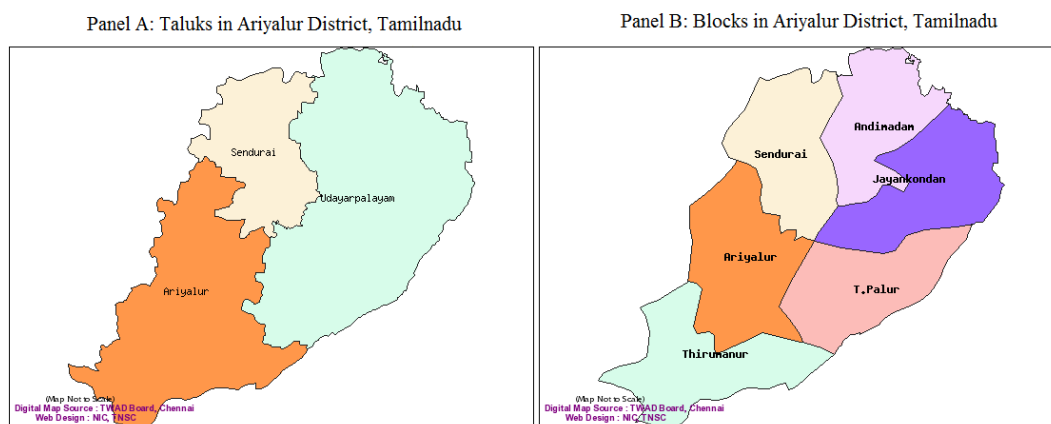 Panel A: Taluks in Ariyalur District, Tamilnadu
Sendurai
Udayarpalayam
Ariyalur
(Map Not to Scale)
Digital Map Source : TWAD Board, Chennai
Web Design : NIC, TNSC
Panel B: Blocks in Ariyalur District, Tamilnadu
Andimadam
Sendurai
Jayankondan
Ariyalur
T.Palur
Thirumanur
(Map Not to Scale)
Digital Map Source : TWAD Board, Chennai
Web Design : NIC, TNSC